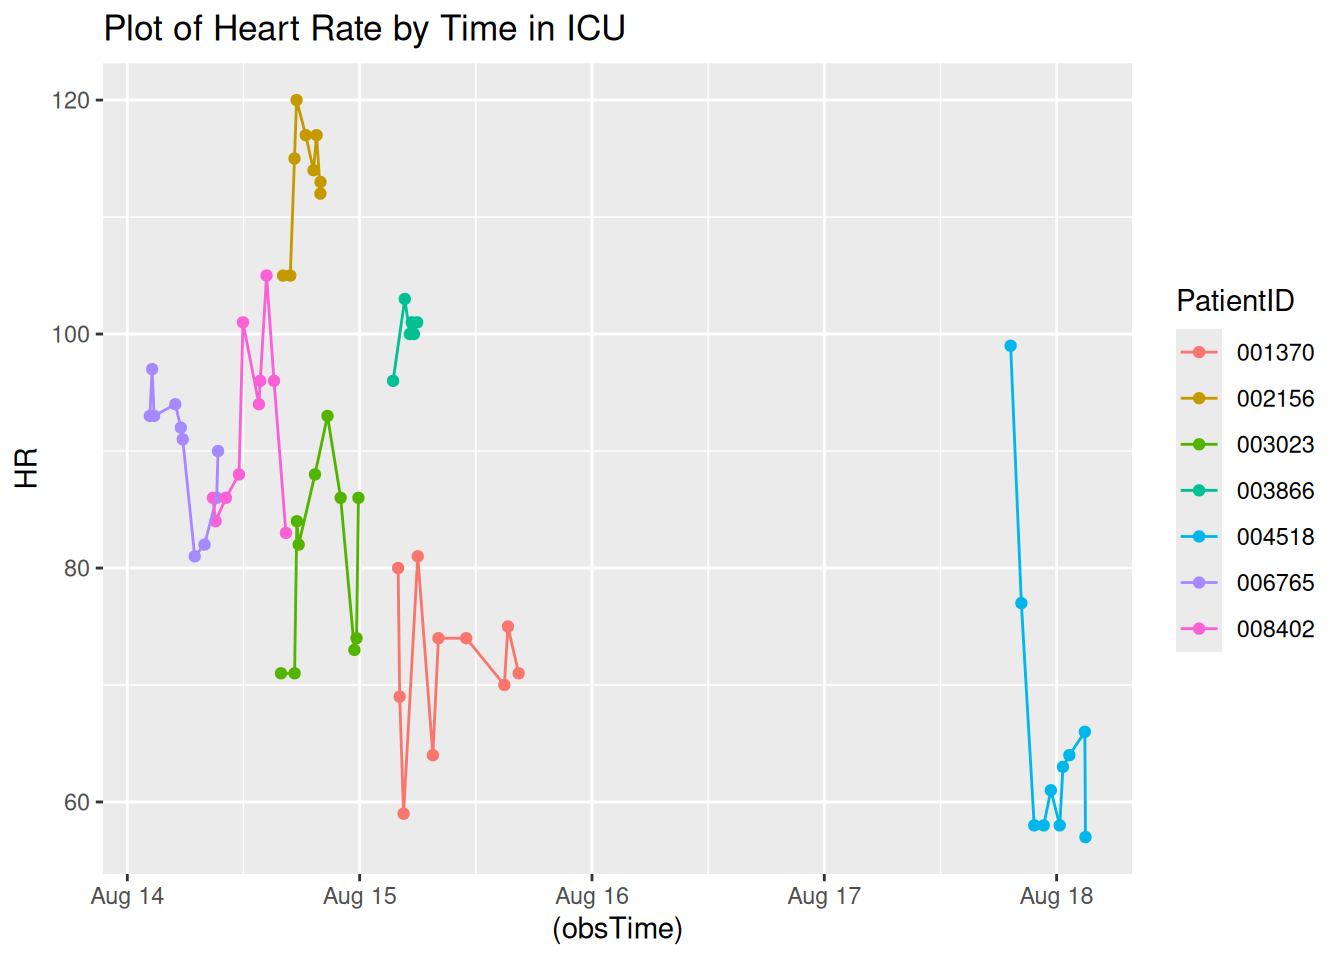 Plot of Heart Rate by Time in ICU
120
100
80
60
HR
Aug 14
Aug 15
Aug 16
Aug 17
Aug 18
(obsTime)
PatientID
001370
002156
003023
003866
004518
006765
008402